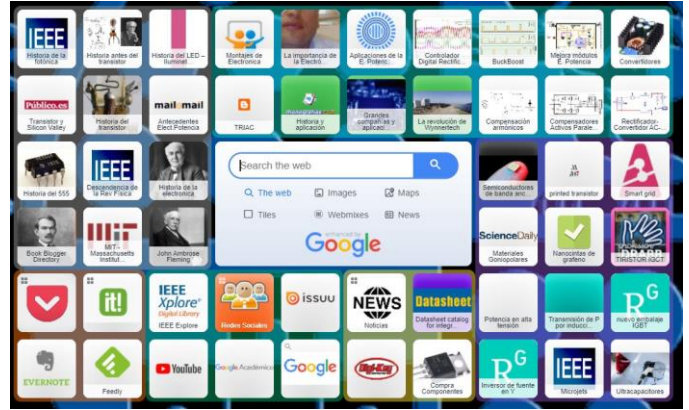 IEEE
Historia de la fotónica
Historia antes del transistor
Historia del LED – Iluminet
Montajes de Electronica
La importancia de la Electró...
Aplicaciones de la E. Potenc.
Controlador Digital Rectific...
BuckBoost
Mejora módulos E. Potencia
Convertidores
Público.es
Transistor y Silicon Valley
Historia del transistor
mailxmail
Antecedentes Elect.Potencia
TRIAC
Historia y aplicación
Grandes compañías y aplicaci...
La revolución de Wynnertech
Compensación armónicos
Compensadores Activos Parale...
Rectificador-Convertidor AC-...
Historia del 555
IEEE
Descendencia de la Rev Física
Historia de la electronica
Search the web
The web
Images
Maps
Tiles
Webmixes
News
enhanced by
Google
Semiconductores de banda anc...
printed transistor
Smart grid
Book Blogger Directory
MIT - Massachusetts Institut...
John Ambrose Fleming
ScienceDaily
Materiales Gonropolares
Nanocintas de grafeno
TIRISTOR IGCT
it!
IEEE
Xplore
Digital Library
IEEE Explore
Redes Sociales
issuu
NEWS
Noticias
Datasheet
Datasheet catalog for integr...
Potencia en alta tensión
Transmisión de P por inducci...
RG
nuevo embalaje IGBT
EVERNOTE
Feedly
YouTube
Google Académico
Google
Digi-Key
Compra Componentes
RG
Inversor de fuente en Y
IEEE
Microjets
Ultracapacitores